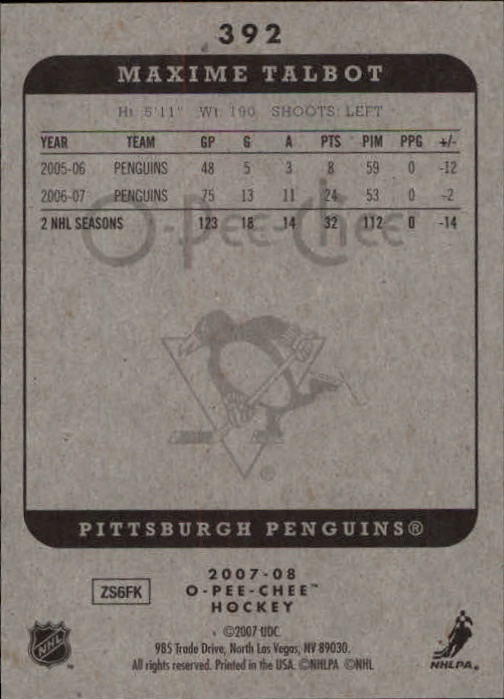 392
MAXIME TALBOT
Ht: 5'11" Wt: 190 SHOOTS: LEFT
YEAR TEAM GP G A PTS PIM PPG +/-
2005-06 PENGUINS 48 5 3 8 59 0 -12
2006-07 PENGUINS 75 13 11 24 53 0 -2
2 NHL SEASONS 123 18 14 32 112 0 -14
O-Pee-Chee
®
PITTSBURGH PENGUINS®
2007-08
ZS6FK O-PEE-CHEE™
HOCKEY
©2007 UDC
985 Trade Drive, North Las Vegas, NV 89030.
All rights reserved. Printed in the USA. ©NHLPA ©NHL
NHL ™
NHLPA®